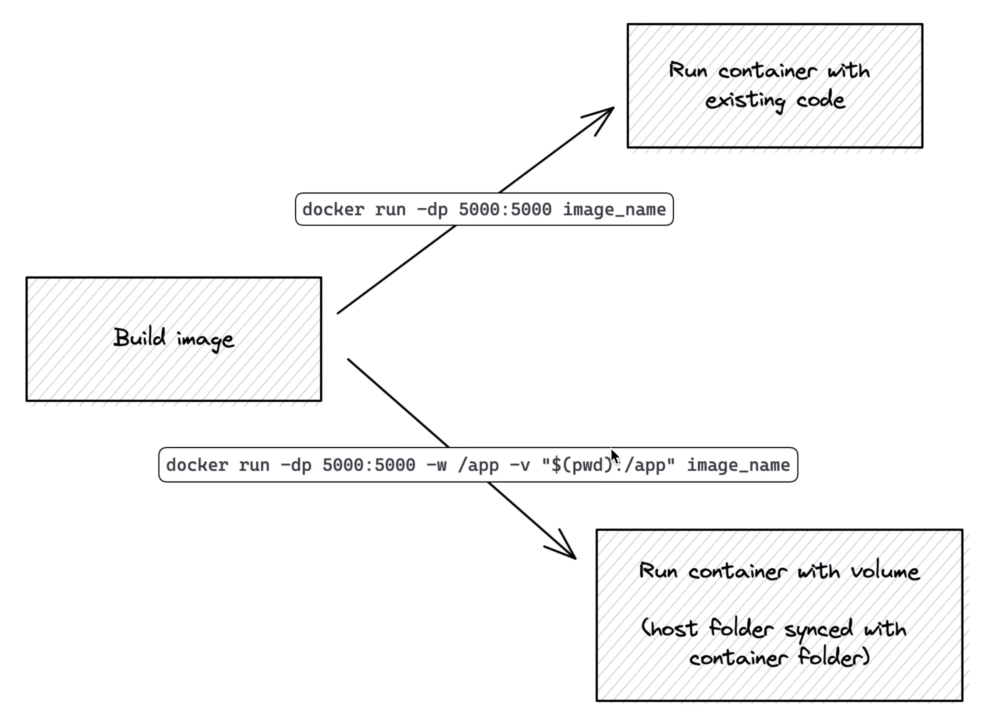 Run container with
existing code
docker run -dp 5000:5000 image_name
Build image
docker run -dp 5000:5000 -w /app -v "$(pwd):/app" image_name
Run container with volume
(host folder synced with
container folder)